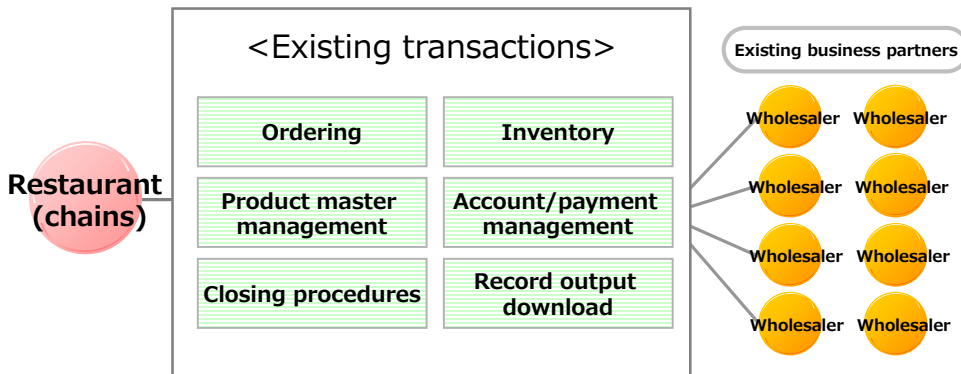 <Existing transactions>
Existing business partners
Ordering
Inventory
Wholesaler
Wholesaler
Restaurant
(chains)
Product master
management
Account/payment
management
Wholesaler
Wholesaler
Closing procedures
Record output
download
Wholesaler
Wholesaler
Wholesaler
Wholesaler